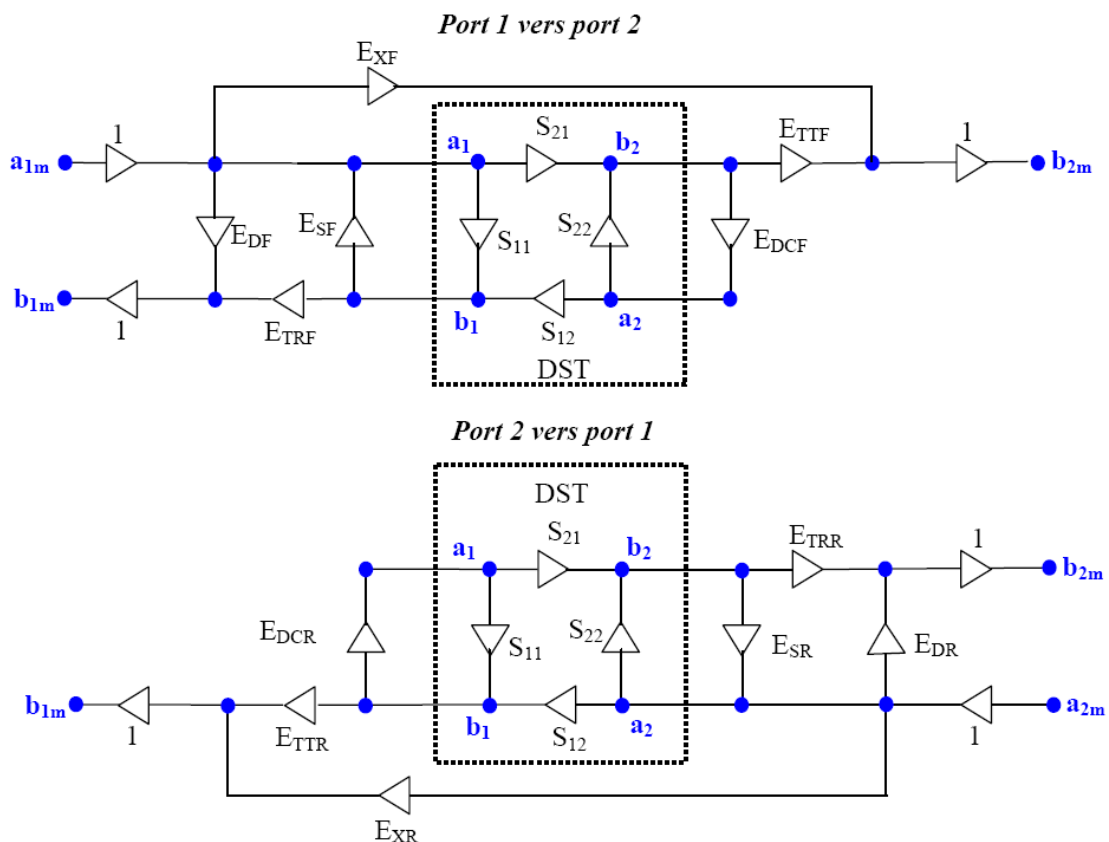 Port 1 vers port 2
E_XF
1
S_21
E_TTF
1
a_1m
a_1
b_2
b_2m
E_DF
E_SF
S_11
S_22
E_DCF
b_1m
1
E_TRF
b_1
S_12
a_2
DST
Port 2 vers port 1
DST
S_21
E_TRR
1
a_1
b_2
b_2m
E_DCR
S_11
S_22
E_SR
E_DR
b_1m
1
E_TTR
b_1
S_12
a_2
1
a_2m
E_XR